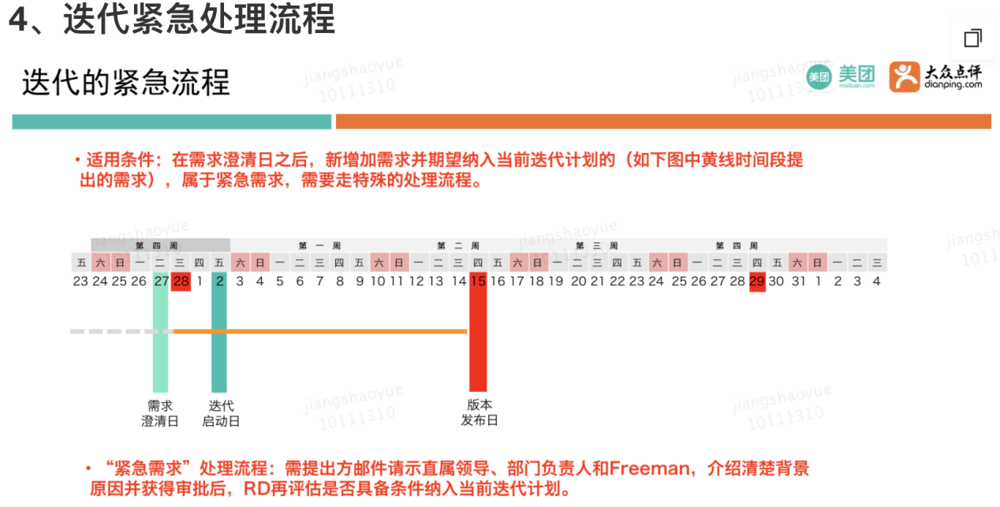 4、迭代紧急处理流程
迭代的紧急流程
jiangshaoyue
10111310
美团
美团
meituan.com
大众点评
dianping.com
• 适用条件：在需求澄清日之后，新增加需求并期望纳入当前迭代计划的（如下图中黄线时间段提
出的需求），属于紧急需求，需要走特殊的处理流程。
jiangshaoyue
第 四 周 第 一 周 第 二 周 第 三 周 第 四 周
五 六 日 一 二 三 四 五 六 日 一 二 三 四 五 六 日 一 二 三 四 五 六 日 一 二 三 四 五 六 日 一 二 三 四 五 六 日 一 二 三
23 24 25 26 27 28 1 2 3 4 5 6 7 8 9 10 11 12 13 14 15 16 17 18 19 20 21 22 23 24 25 26 27 28 29 30 31 1 2 3 4
需求
澄清日
迭代
启动日
版本
发布日
jiangshaoyue
10111310
jiangshaoyue
10111310
• “紧急需求”处理流程：需提出方邮件请示直属领导、部门负责人和Freeman，介绍清楚背景
原因并获得审批后，RD再评估是否具备条件纳入当前迭代计划。